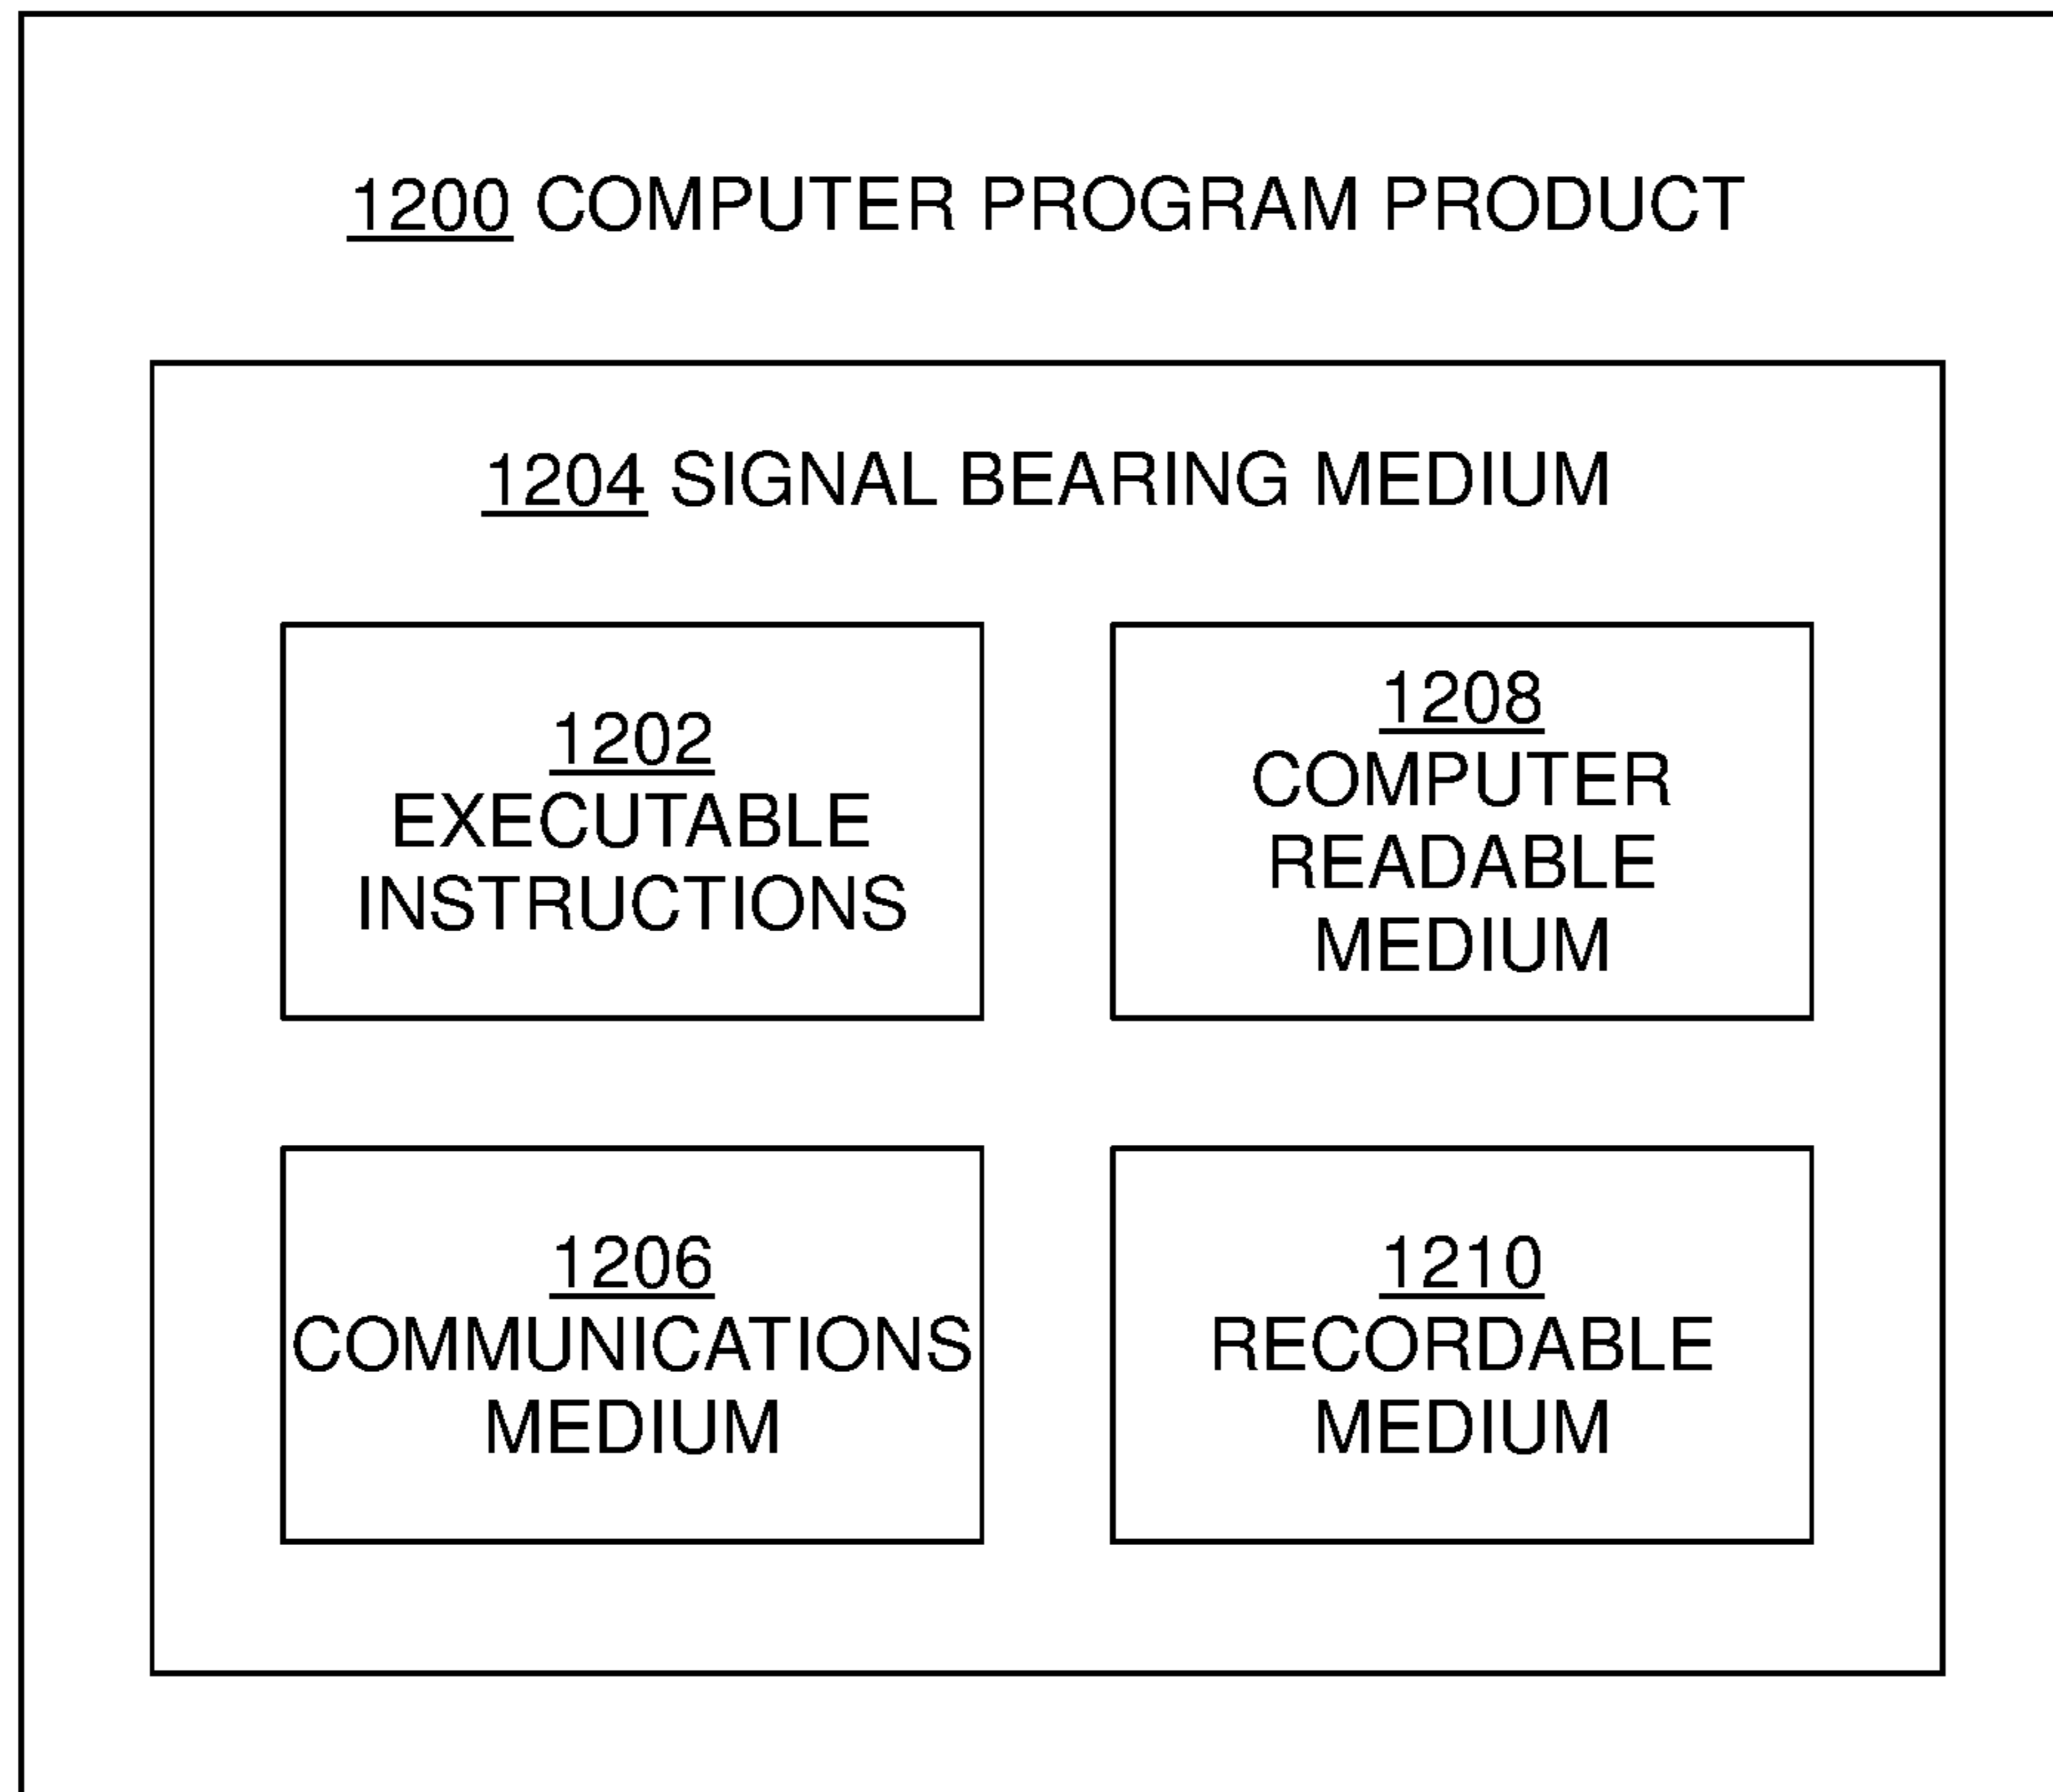 1200 COMPUTER PROGRAM PRODUCT
1204 SIGNAL BEARING MEDIUM
1202
EXECUTABLE
INSTRUCTIONS
1208
COMPUTER
READABLE
MEDIUM
1206
COMMUNICATIONS
MEDIUM
1210
RECORDABLE
MEDIUM